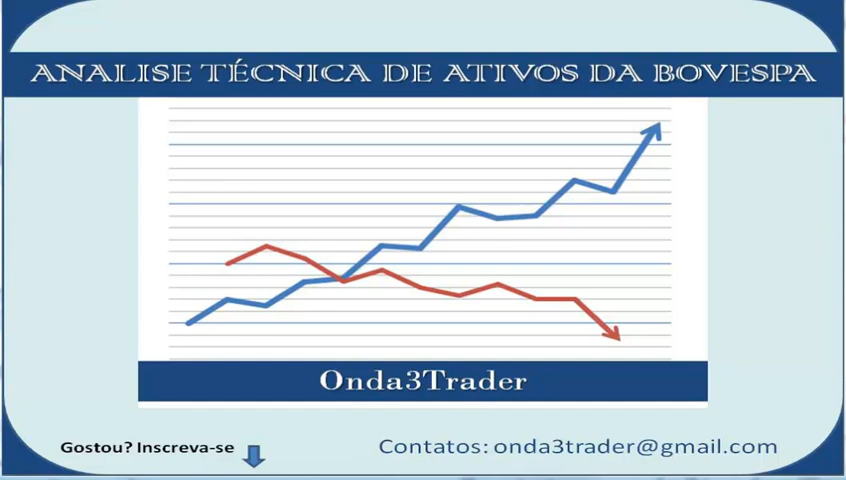 ANALISE TÉCNICA DE ATIVOS DA BOVESPA
Onda3Trader
Gostou? Inscreva-se
Contatos: onda3trader@gmail.com